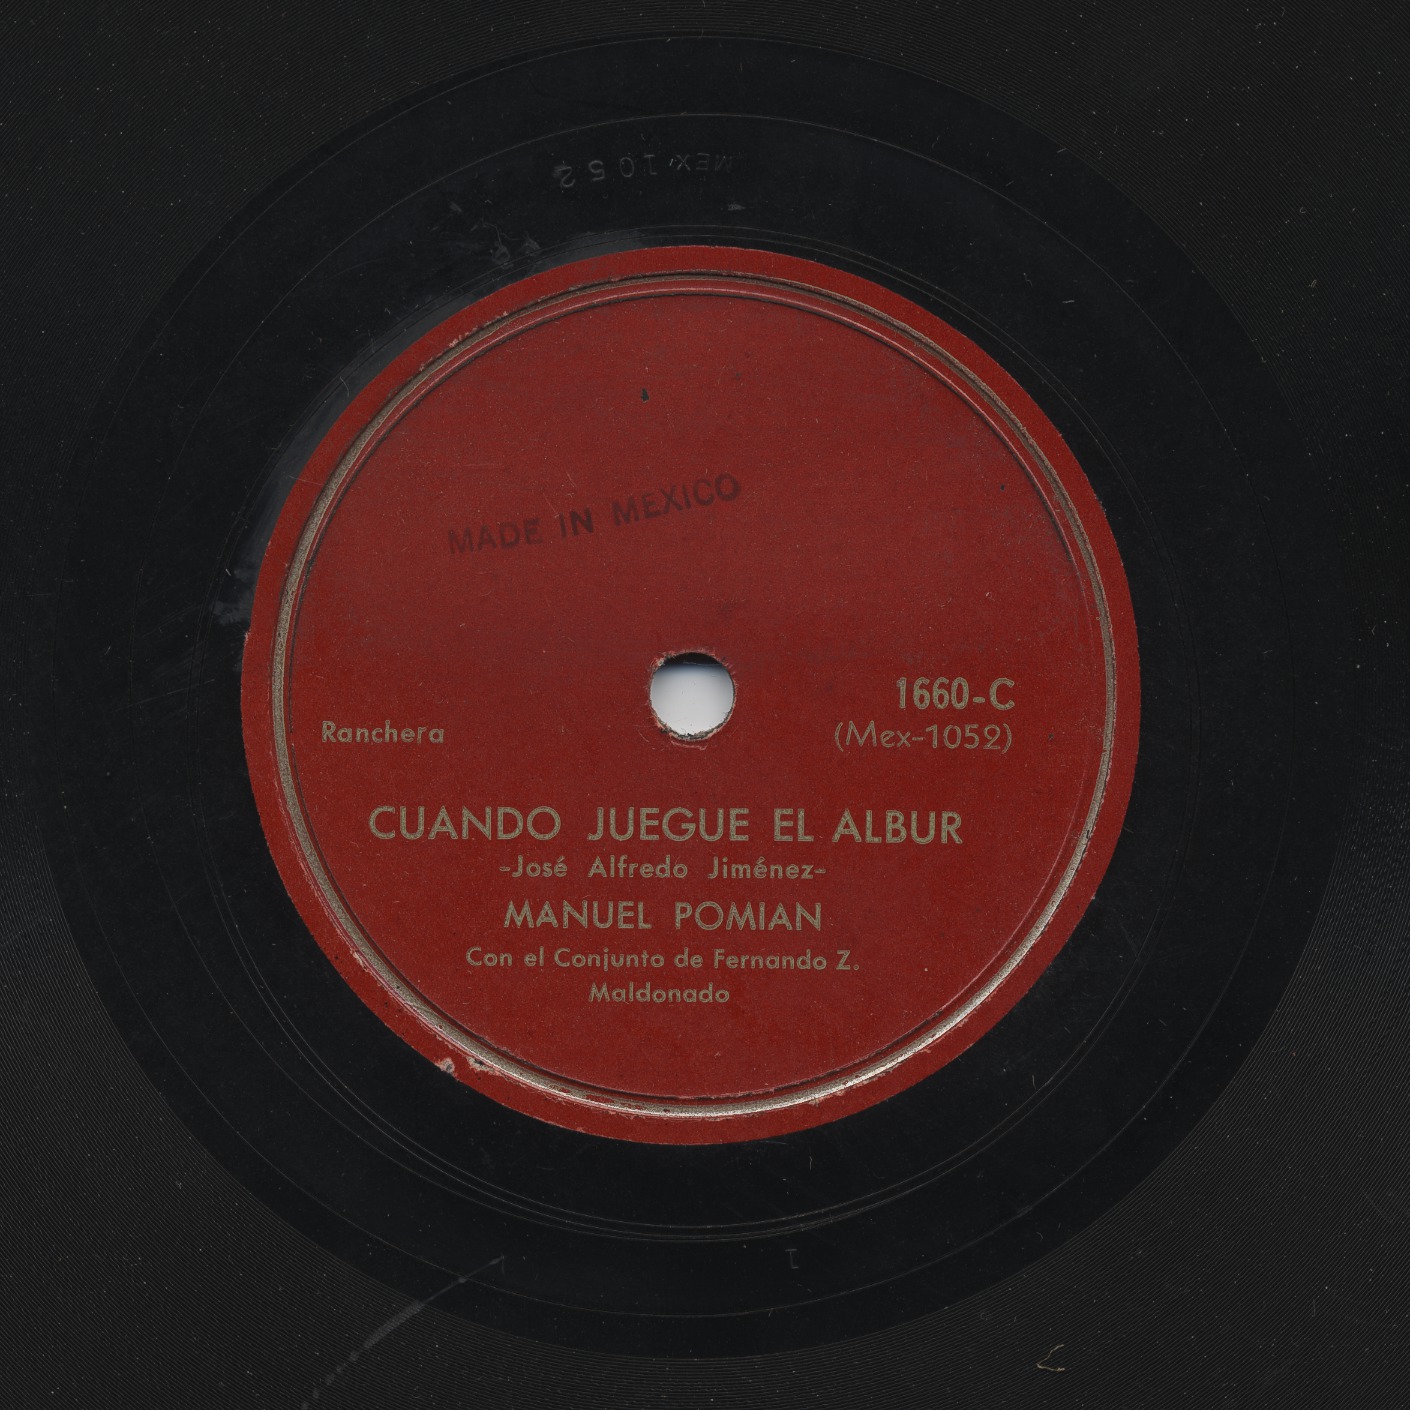 MEX 1052
MADE IN MEXICO
1660-C
Ranchera
(Mex-1052)
CUANDO JUEGUE EL ALBUR
-José Alfredo Jiménez-
MANUEL POMIAN
Con el Conjunto de Fernando Z.
Maldonado
1